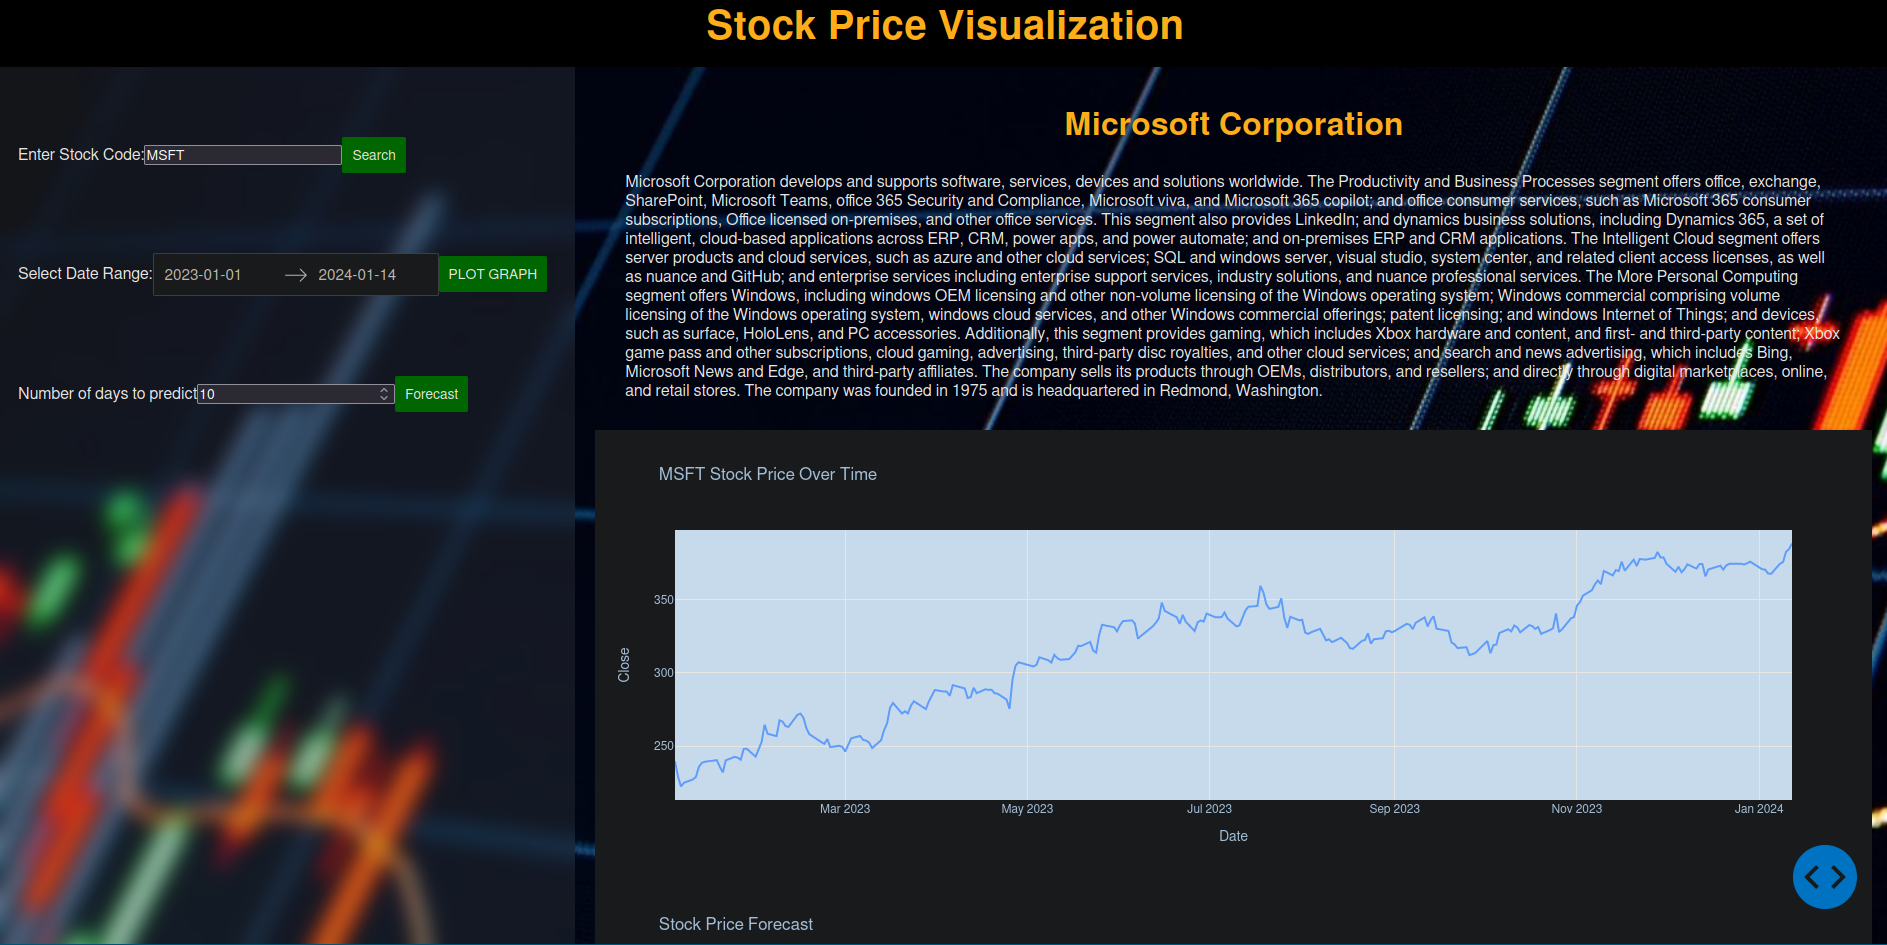 Stock Price Visualization
Enter Stock Code:
MSFT
Search
Select Date Range:
2023-01-01
2024-01-14
PLOT GRAPH
Number of days to predict
10
Forecast
Microsoft Corporation
Microsoft Corporation develops and supports software, services, devices and solutions worldwide. The Productivity and Business Processes segment offers office, exchange,
SharePoint, Microsoft Teams, office 365 Security and Compliance, Microsoft viva, and Microsoft 365 copilot; and office consumer services, such as Microsoft 365 consumer
subscriptions, Office licensed on-premises, and other office services. This segment also provides LinkedIn; and dynamics business solutions, including Dynamics 365, a set of
intelligent, cloud-based applications across ERP, CRM, power apps, and power automate; and on-premises ERP and CRM applications. The Intelligent Cloud segment offers
server products and cloud services, such as azure and other cloud services; SQL and windows server, visual studio, system center, and related client access licenses, as well
as nuance and GitHub; and enterprise services including enterprise support services, industry solutions, and nuance professional services. The More Personal Computing
segment offers Windows, including windows OEM licensing and other non-volume licensing of the Windows operating system; Windows commercial comprising volume
licensing of the Windows operating system, windows cloud services, and other Windows commercial offerings; patent licensing; and windows Internet of Things; and devices,
such as surface, HoloLens, and PC accessories. Additionally, this segment provides gaming, which includes Xbox hardware and content, and first- and third-party content; Xbox
game pass and other subscriptions, cloud gaming, advertising, third-party disc royalties, and other cloud services; and search and news advertising, which includes Bing,
Microsoft News and Edge, and third-party affiliates. The company sells its products through OEMs, distributors, and resellers; and directly through digital marketplaces, online,
and retail stores. The company was founded in 1975 and is headquartered in Redmond, Washington.
MSFT Stock Price Over Time
350
300
250
Close
Mar 2023
May 2023
Jul 2023
Sep 2023
Nov 2023
Jan 2024
Date
Stock Price Forecast